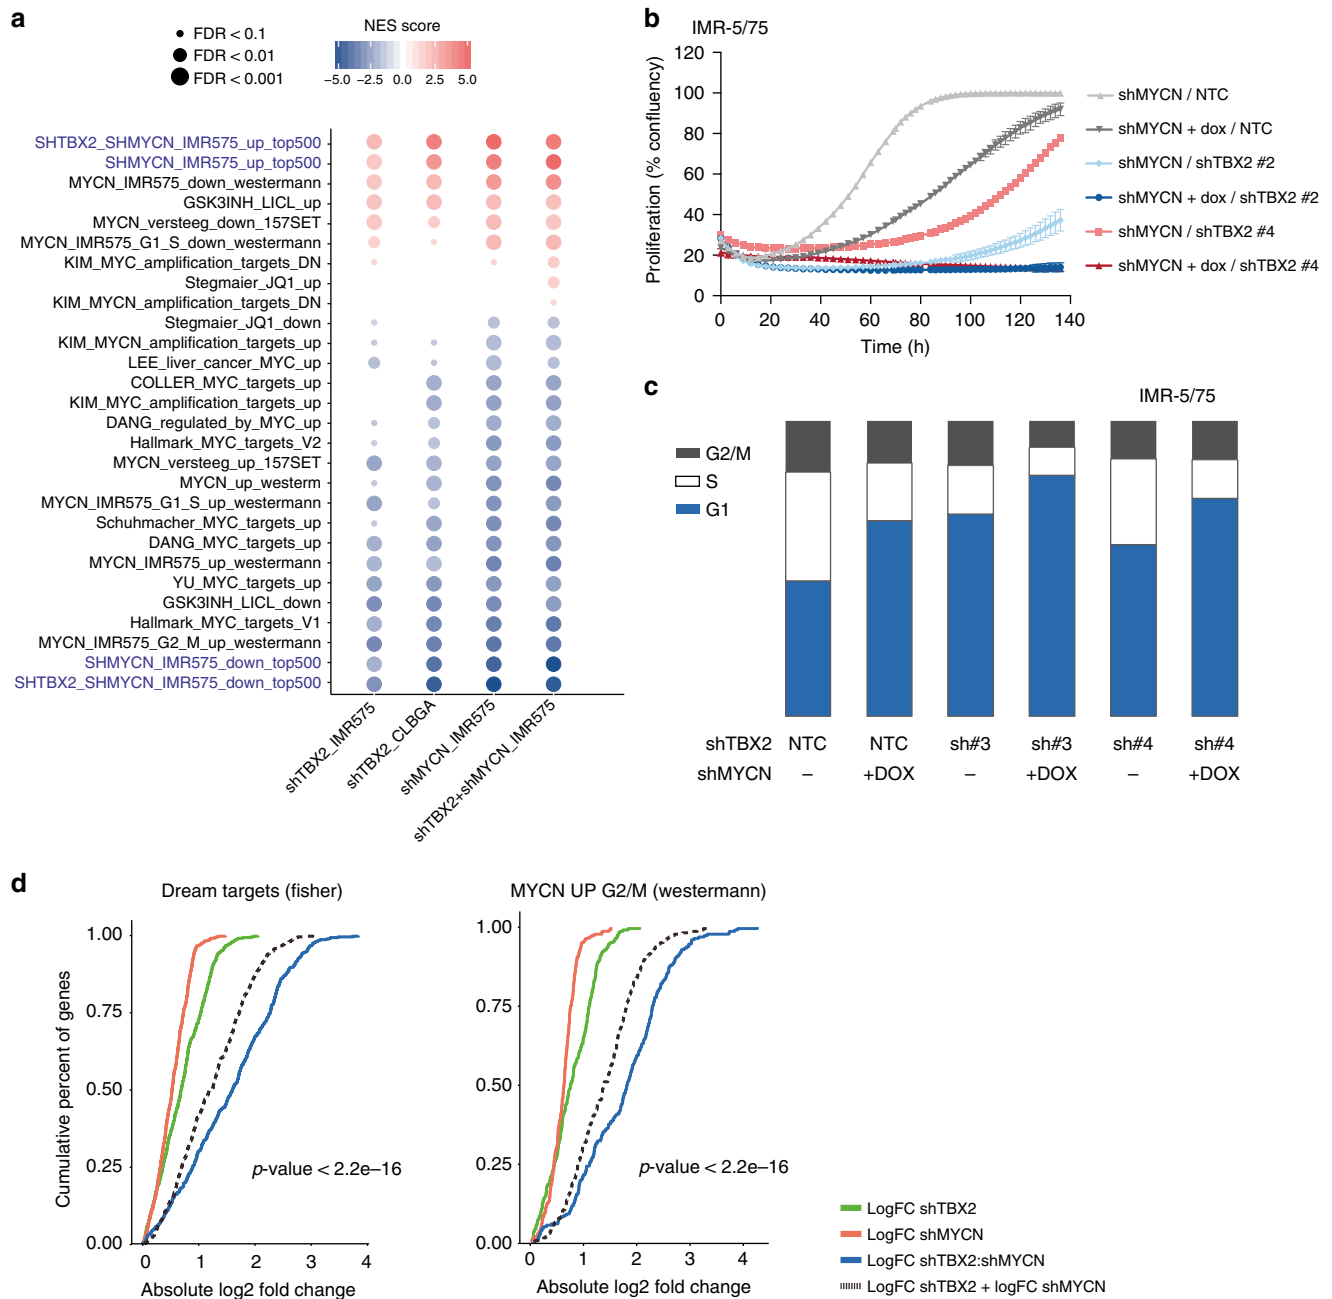 a
FDR < 0.1
FDR < 0.01
FDR < 0.001
NES score
−5.0 −2.5 0.0 2.5 5.0
SHTBX2_SHMYCN_IMR575_up_top500
SHMYCN_IMR575_up_top500
MYCN_IMR575_down_westermann
GSK3INH_LICL_up
MYCN_versteeg_down_157SET
MYCN_IMR575_G1_S_down_westermann
KIM_MYC_amplification_targets_DN
Stegmaier_JQ1_up
KIM_MYCN_amplification_targets_DN
Stegmaier_JQ1_down
KIM_MYCN_amplification_targets_up
LEE_liver_cancer_MYC_up
COLLER_MYC_targets_up
KIM_MYC_amplification_targets_up
DANG_regulated_by_MYC_up
Hallmark_MYC_targets_V2
MYCN_versteeg_up_157SET
MYCN_up_westerm
MYCN_IMR575_G1_S_up_westermann
Schuhmacher_MYC_targets_up
DANG_MYC_targets_up
MYCN_IMR575_up_westermann
YU_MYC_targets_up
GSK3INH_LICL_down
Hallmark_MYC_targets_V1
MYCN_IMR575_G2_M_up_westermann
SHMYCN_IMR575_down_top500
SHTBX2_SHMYCN_IMR575_down_top500
shTBX2_IMR575
shTBX2_CLBGA
shMYCN_IMR575
shTBX2+shMYCN_IMR575
b
IMR-5/75
Proliferation (% confluency)
120
100
80
60
40
20
0
0 20 40 60 80 100 120 140
Time (h)
shMYCN / NTC
shMYCN + dox / NTC
shMYCN / shTBX2 #2
shMYCN + dox / shTBX2 #2
shMYCN / shTBX2 #4
shMYCN + dox / shTBX2 #4
c
IMR-5/75
G2/M
S
G1
shTBX2 NTC NTC sh#3 sh#3 sh#4 sh#4
shMYCN – +DOX – +DOX – +DOX
d
Dream targets (fisher)
Cumulative percent of genes
1.00
0.75
0.50
0.25
0.00
p-value < 2.2e−16
0 1 2 3 4
Absolute log2 fold change
MYCN UP G2/M (westermann)
1.00
0.75
0.50
0.25
0.00
p-value < 2.2e−16
0 1 2 3 4
Absolute log2 fold change
LogFC shTBX2
LogFC shMYCN
LogFC shTBX2:shMYCN
LogFC shTBX2 + logFC shMYCN